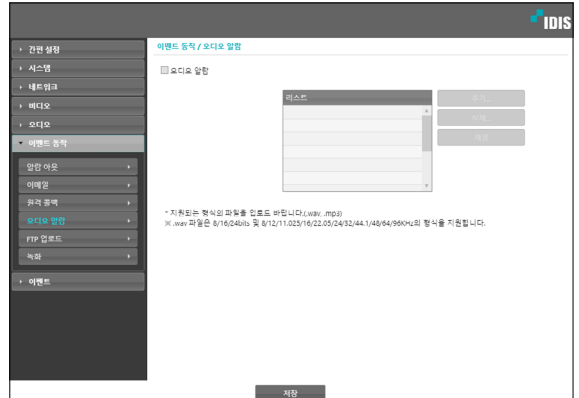 IDIS
간편 설정
시스템
네트워크
비디오
오디오
이벤트 동작
알람 아웃
이메일
원격 콜백
오디오 알람
FTP 업로드
녹화
이벤트
이벤트 동작 / 오디오 알람
오디오 알람
리스트
추가...
삭제...
* 지원되는 형식의 파일을 업로드 바랍니다.(.wav, .mp3)
※ .wav 파일은 8/16/24bits 및 8/12/11.025/16/22.05/24/32/44.1/48/64/96KHz의 형식을 지원합니다.
저장